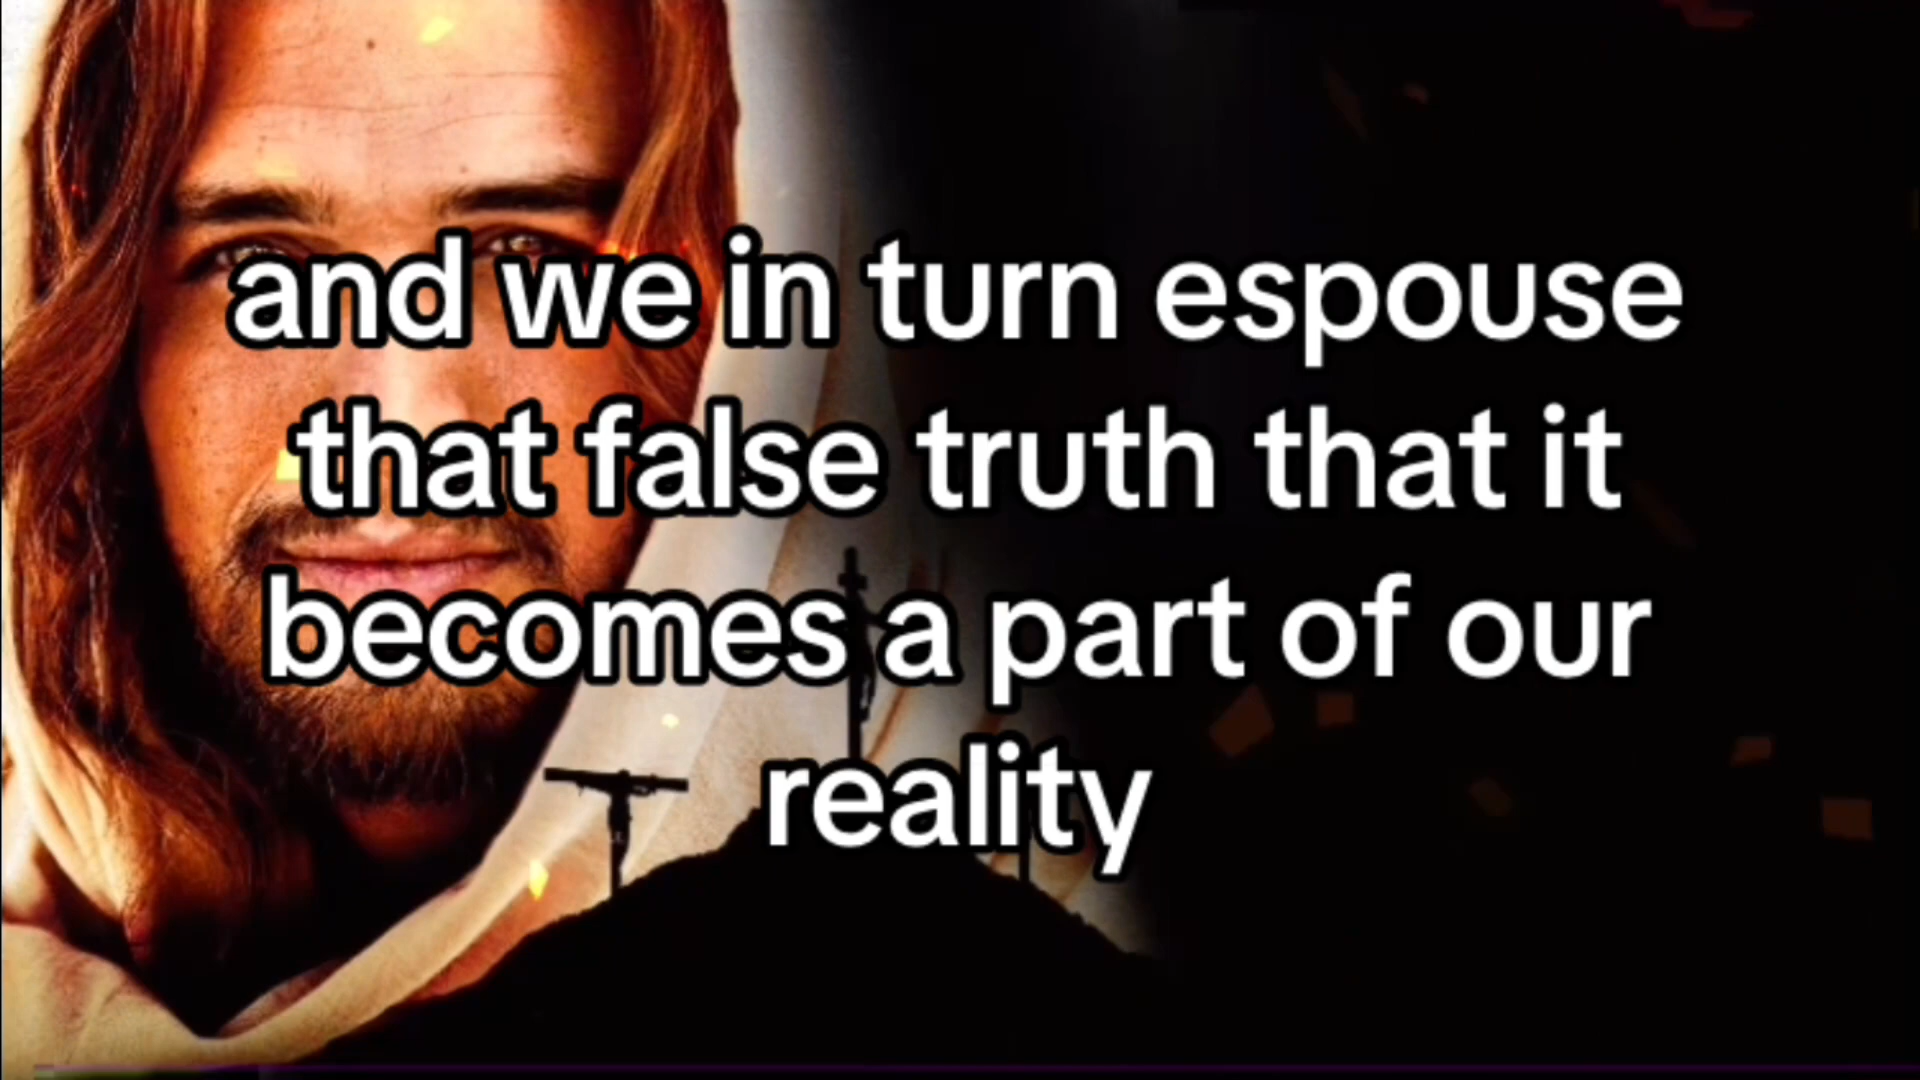 and we in turn espouse
that false truth that it
becomes a part of our
reality